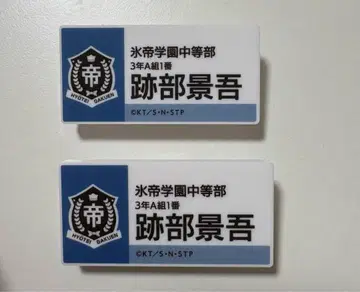 帝
HYOTEI GAKUEN
氷帝学園中等部
3年A組1番
跡部景吾
©KT/S・N・STP
帝
HYOTEI GAKUEN
氷帝学園中等部
3年A組1番
跡部景吾
©KT/S・N・STP